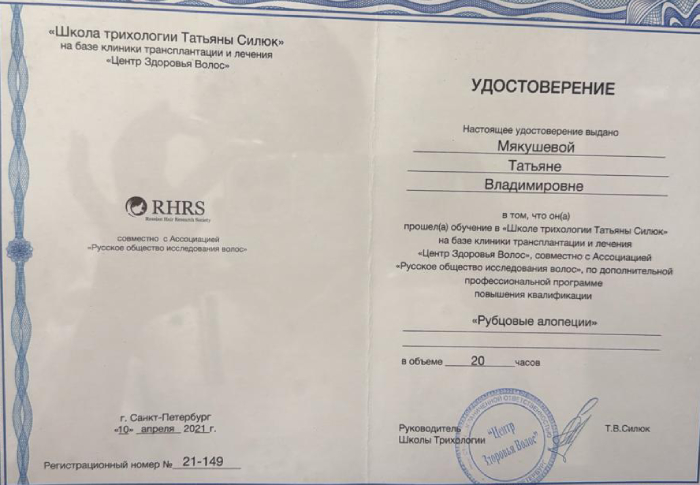 «Школа трихологии Татьяны Силюк»
на базе клиники трансплантации и лечения
«Центр Здоровья Волос»
RHRS
Russian Hair Research Society
совместно с Ассоциацией
«Русское общество исследования волос»
г. Санкт-Петербург
«10» апреля 2021 г.
Регистрационный номер № 21-149
УДОСТОВЕРЕНИЕ
Настоящее удостоверение выдано
Мякушевой
Татьяне
Владимировне
в том, что он(а)
прошел(а) обучение в «Школе трихологии Татьяны Силюк»
на базе клиники трансплантации и лечения
«Центр Здоровья Волос», совместно с Ассоциацией
«Русское общество исследования волос», по дополнительной
профессиональной программе
повышения квалификации
«Рубцовые алопеции»
в объеме 20 часов
Руководитель
Школы Трихологии
Т.В.Силюк
"Центр
Здоровья Волос"